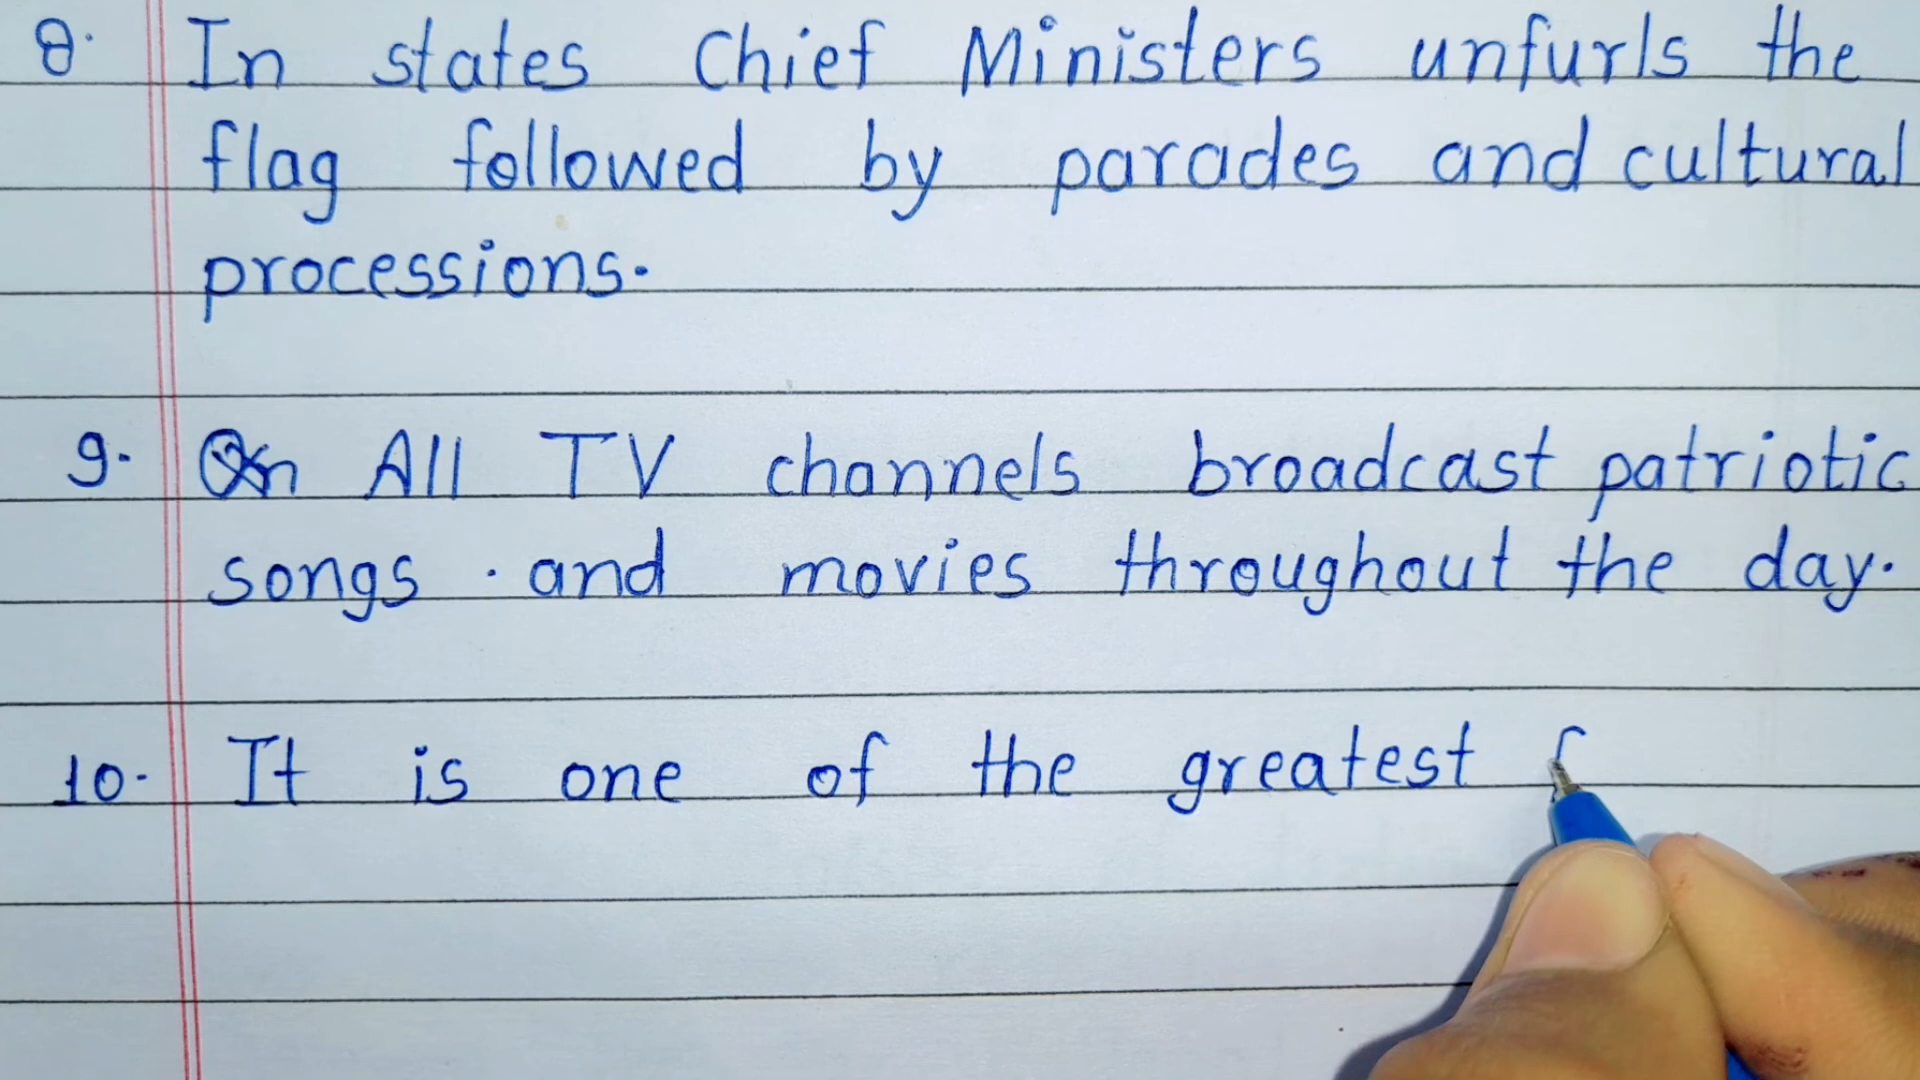 8. In states Chief Ministers unfurls the
flag followed by parades and cultural
processions.
9. All TV channels broadcast patriotic
songs . and movies throughout the day.
10. It is one of the greatest f